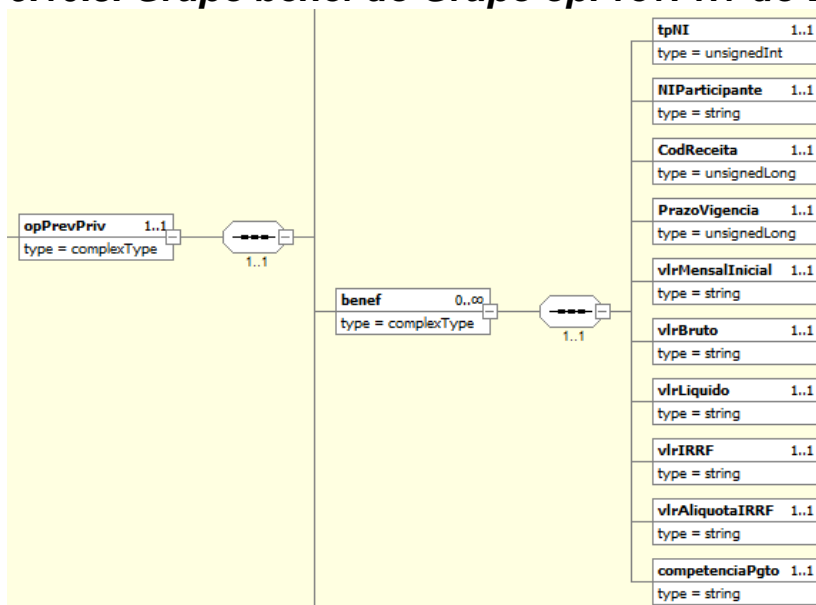 tpNI 1..1
type = unsignedInt
NIParticipante 1..1
type = string
CodReceita 1..1
type = unsignedLong
opPrevPriv 1..1
type = complexType
1..1
PrazoVigencia 1..1
type = unsignedLong
vlrMensalInicial 1..1
type = string
benef 0..∞
type = complexType
1..1
vlrBruto 1..1
type = string
vlrLiquido 1..1
type = string
vlrIRRF 1..1
type = string
vlrAliquotaIRRF 1..1
type = string
competenciaPgto 1..1
type = string